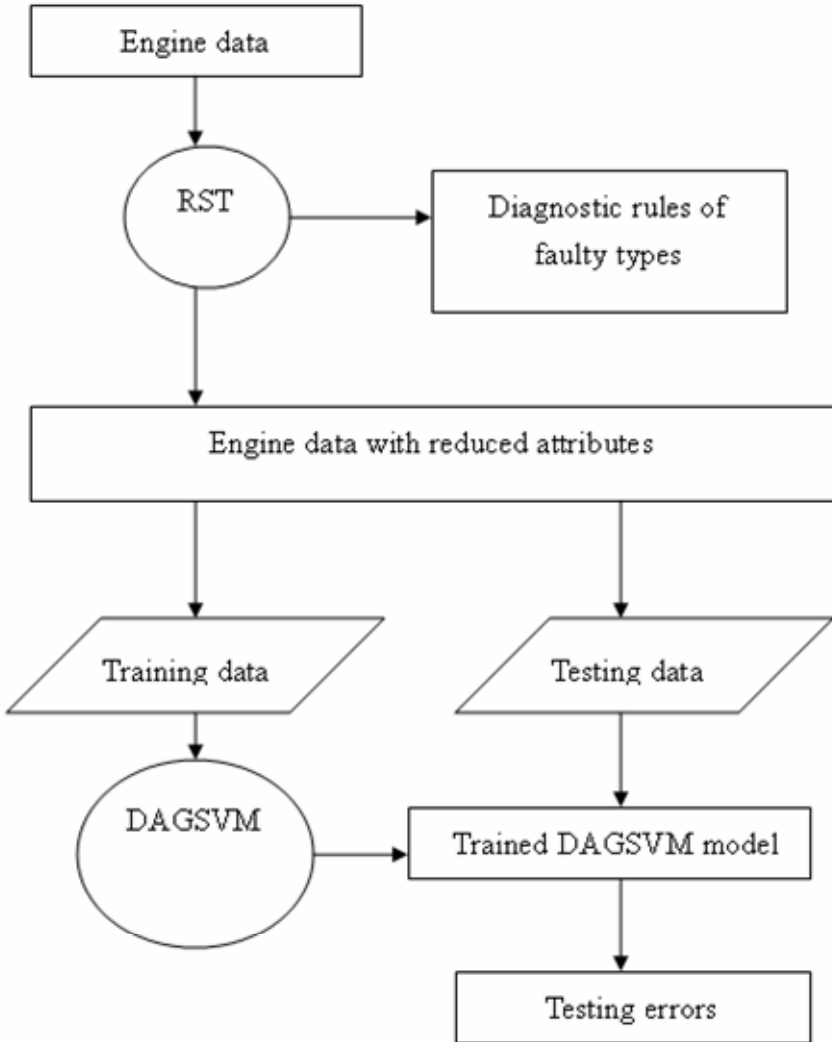 Engine data
RST
Diagnostic rules of
faulty types
Engine data with reduced attributes
Training data
Testing data
DAGSVM
Trained DAGSVM model
Testing errors